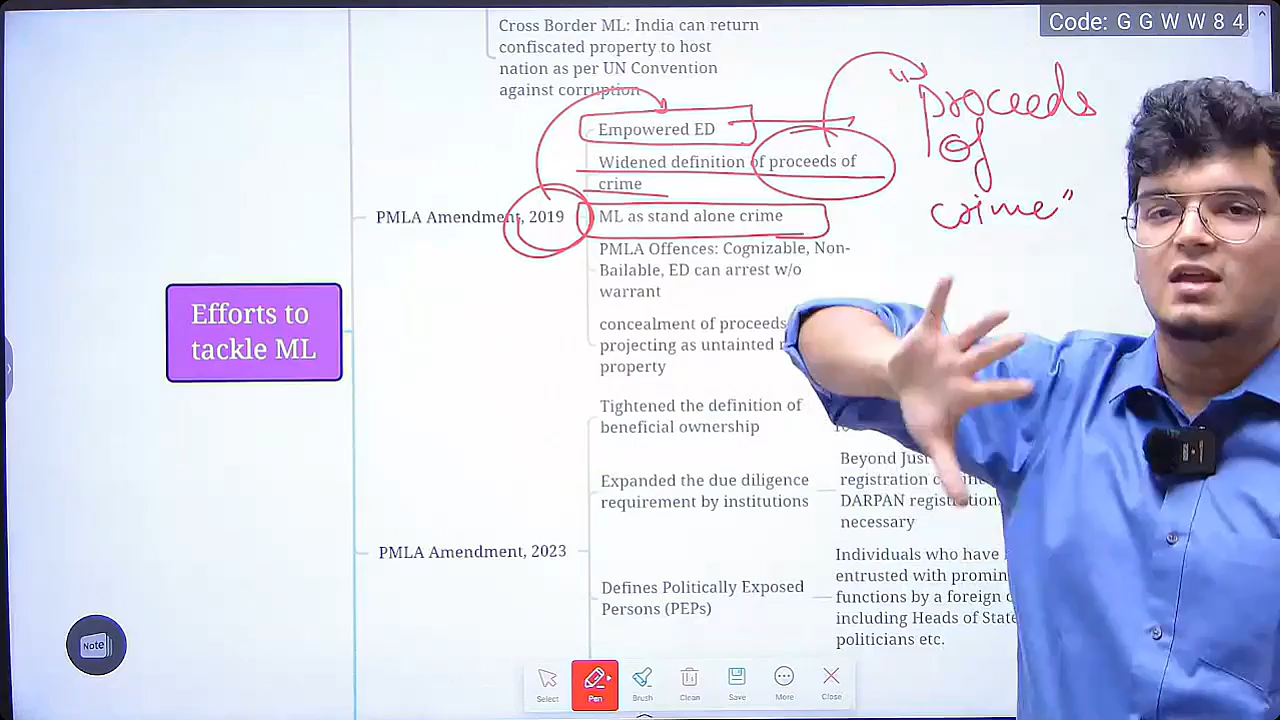 Code: G G W W 8 4
Cross Border ML: India can return
confiscated property to host
nation as per UN Convention
against corruption
Empowered ED
Widened definition of proceeds of
crime
PMLA Amendment, 2019
ML as stand alone crime
PMLA Offences: Cognizable, Non-
Bailable, ED can arrest w/o
warrant
concealment of proceeds
projecting as untainted
property
"proceeds
of
crime"
Efforts to
tackle ML
PMLA Amendment, 2023
Tightened the definition of
beneficial ownership
Expanded the due diligence
requirement by institutions
Beyond Just
registration
DARPAN registration
necessary
Defines Politically Exposed
Persons (PEPs)
Individuals who have
entrusted with
functions by a foreign
including Heads of State
politicians etc.
Note
Select
Pen
Brush
Clean
Save
More
Close